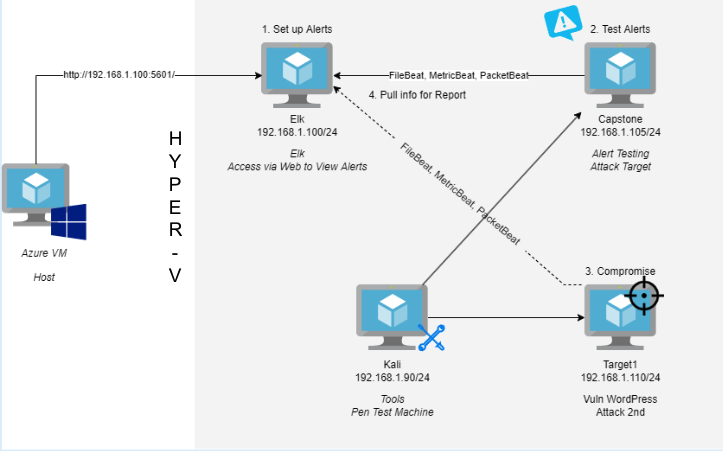 1. Set up Alerts
2. Test Alerts
http://192.168.1.100:5601/
FileBeat, MetricBeat, PacketBeat
4. Pull info for Report
Elk
192.168.1.100/24
Elk
Access via Web to View Alerts
Capstone
192.168.1.105/24
Alert Testing
Attack Target
H
Y
P
E
R
-
V
FileBeat, MetricBeat, PacketBeat
Azure VM
Host
3. Compromise
Kali
192.168.1.90/24
Tools
Pen Test Machine
Target1
192.168.1.110/24
Vuln WordPress
Attack 2nd